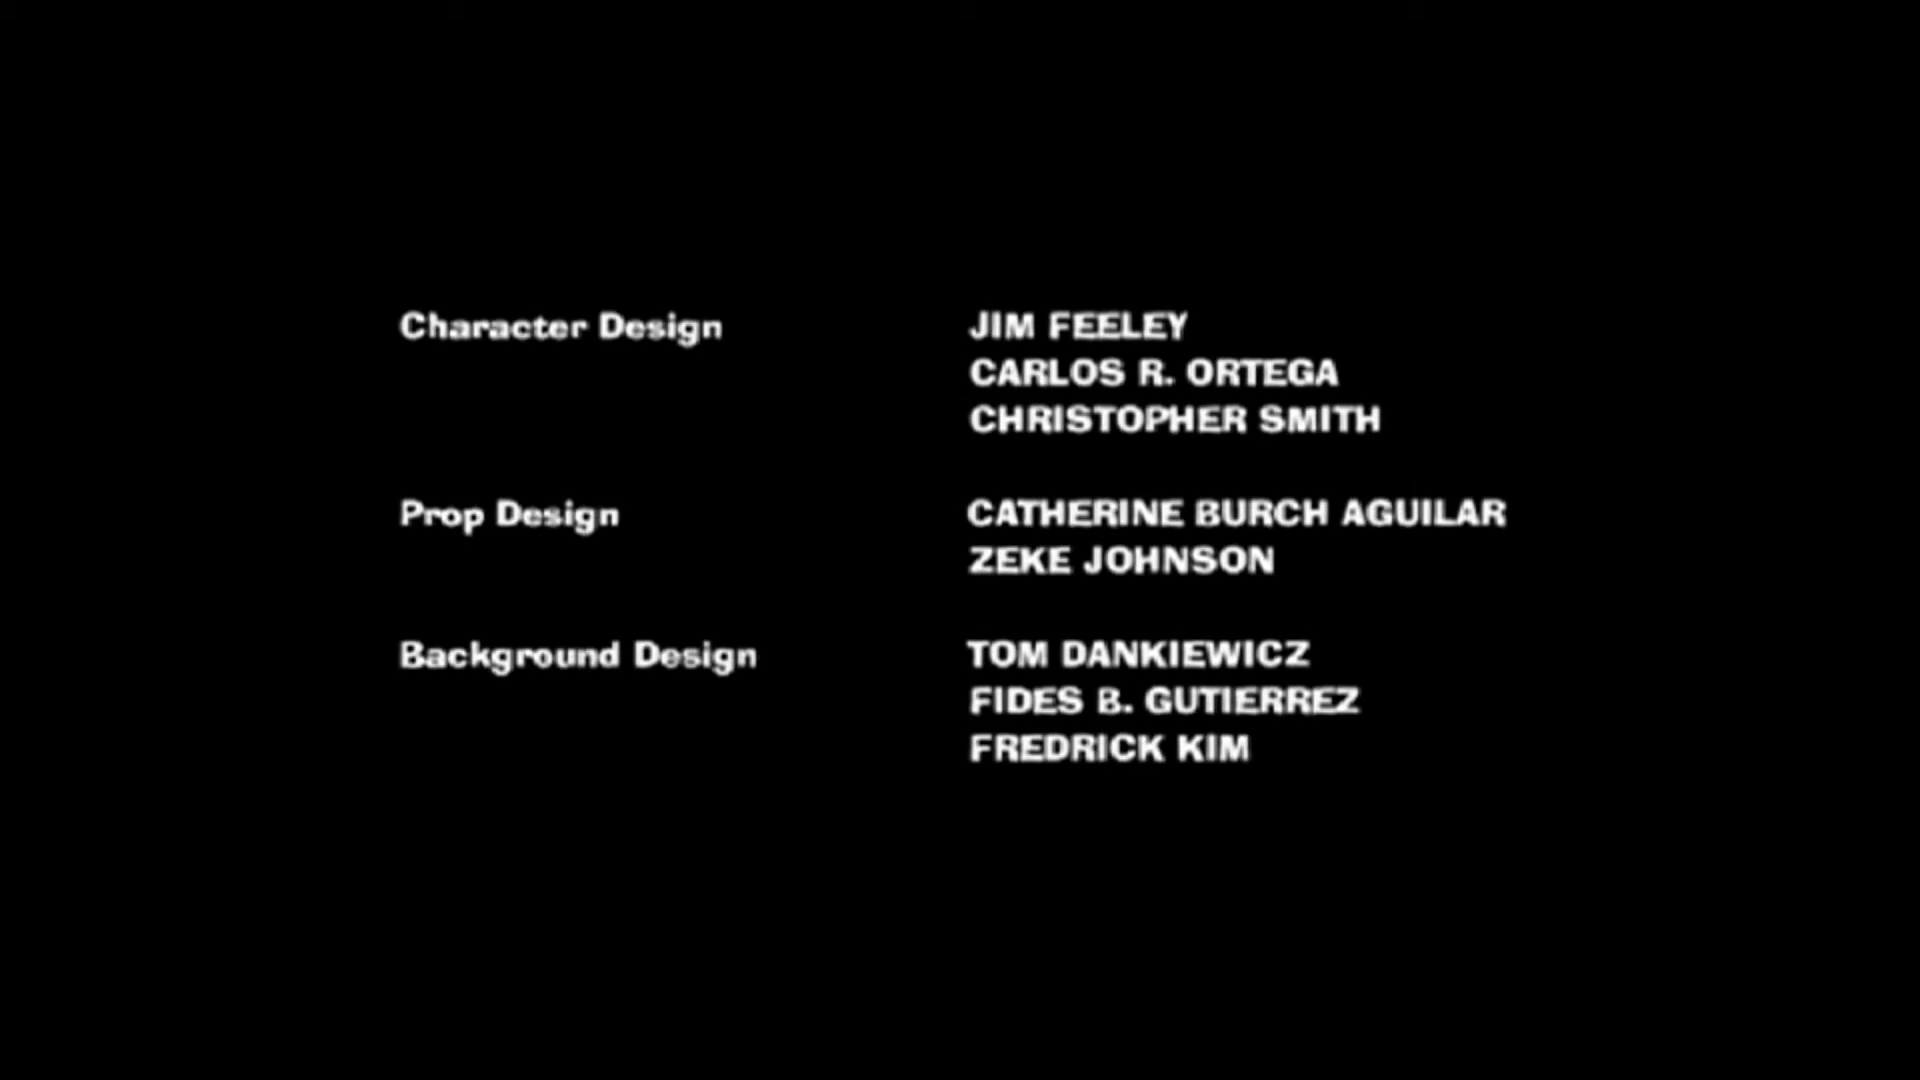 Character Design JIM FEELEY
CARLOS R. ORTEGA
CHRISTOPHER SMITH
Prop Design CATHERINE BURCH AGUILAR
ZEKE JOHNSON
Background Design TOM DANKIEWICZ
FIDES B. GUTIERREZ
FREDRICK KIM